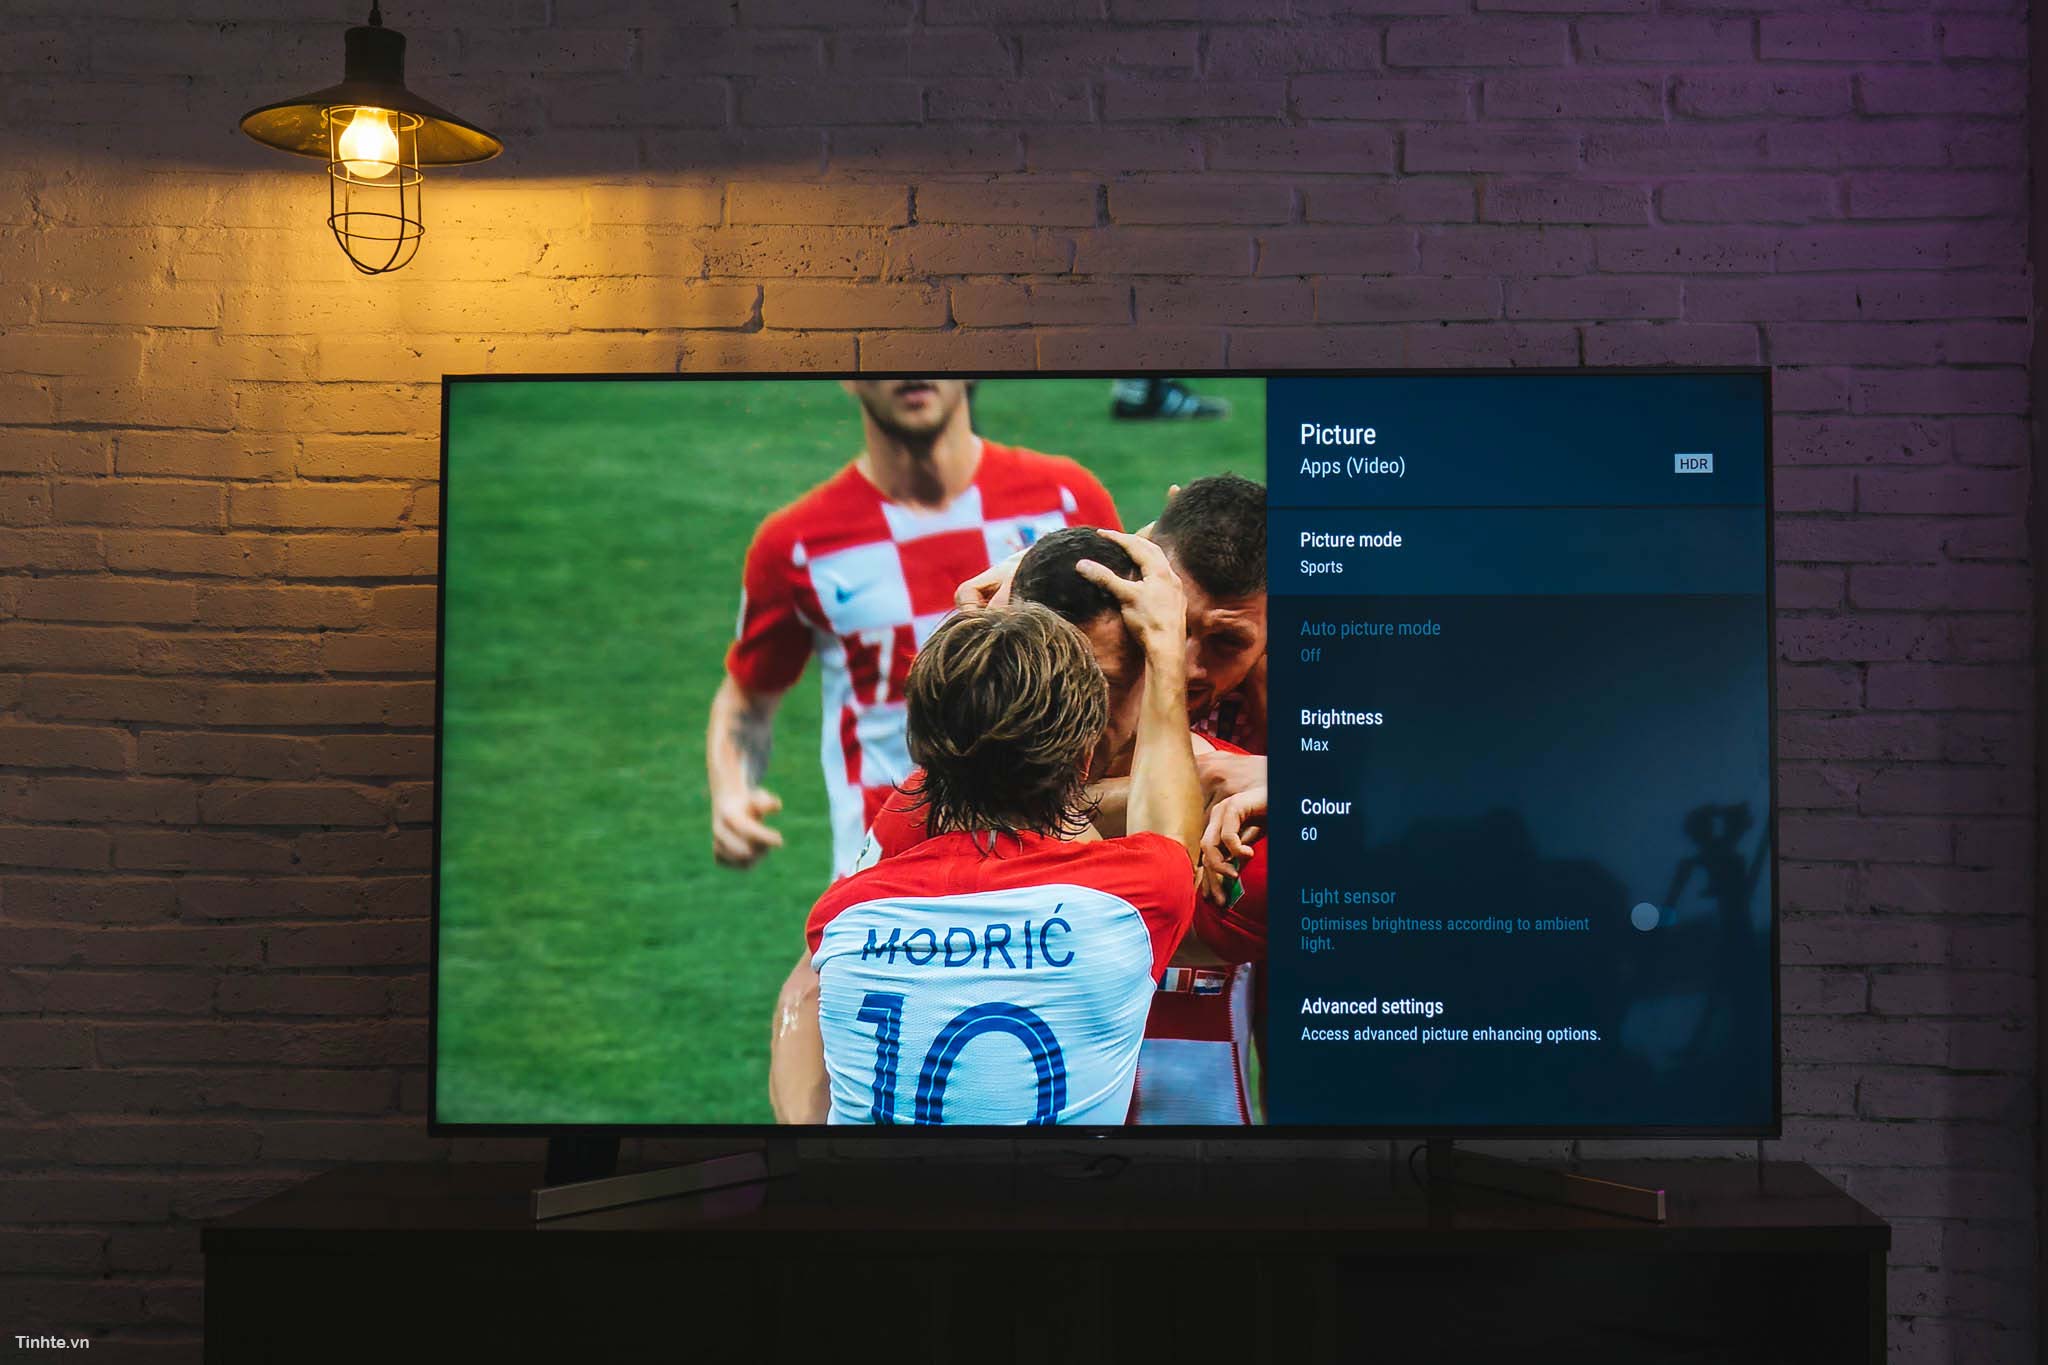 Picture
Apps (Video)
HDR
Picture mode
Sports
Auto picture mode
Off
Brightness
Max
Colour
60
Light sensor
Optimises brightness according to ambient
light.
Advanced settings
Access advanced picture enhancing options.
7
MODRIĆ
10
Tinhte.vn